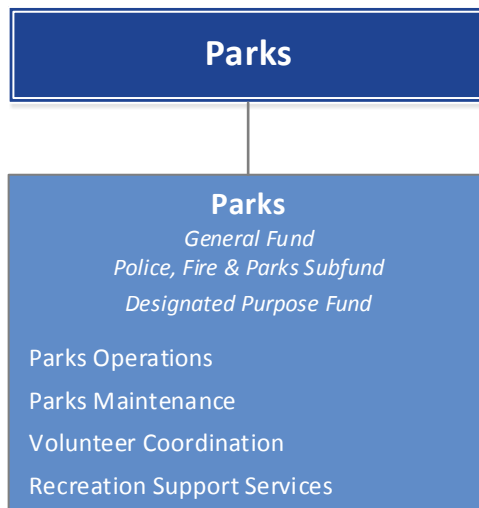 Parks
Parks
General Fund
Police, Fire & Parks Subfund
Designated Purpose Fund
Parks Operations
Parks Maintenance
Volunteer Coordination
Recreation Support Services